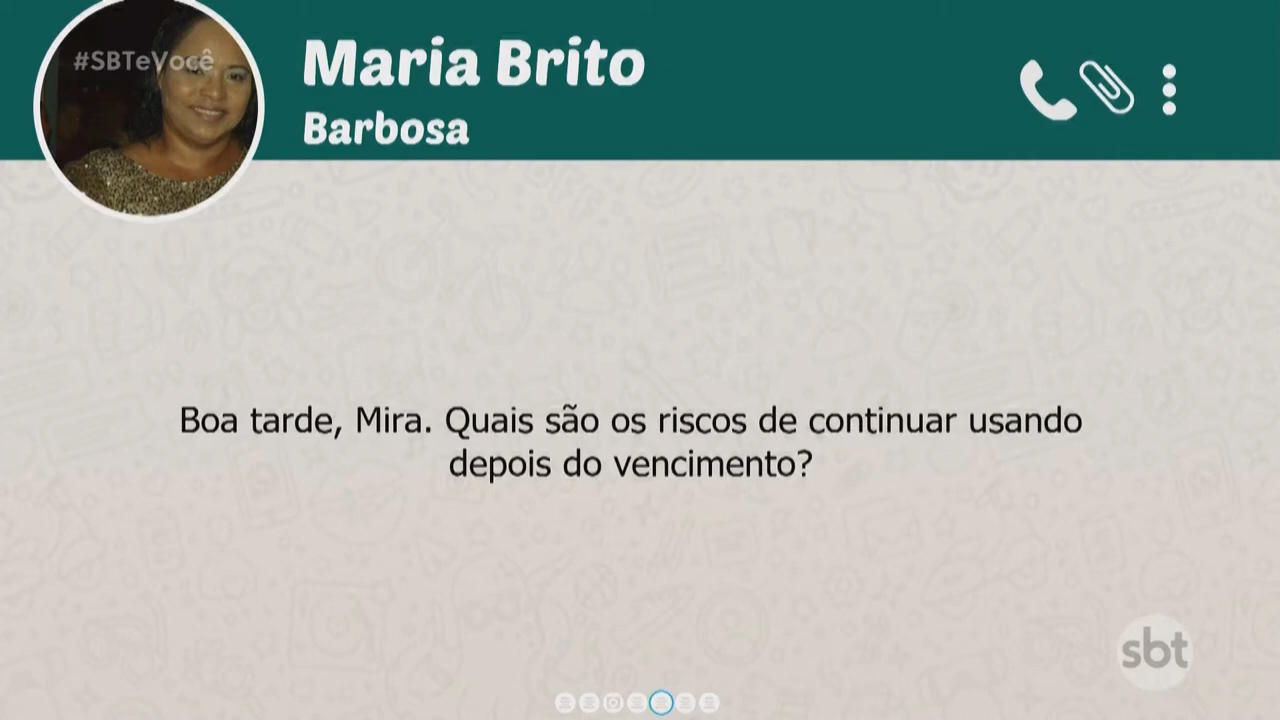 #SBTeVocê
Maria Brito
Barbosa
Boa tarde, Mira. Quais são os riscos de continuar usando
depois do vencimento?
sbt